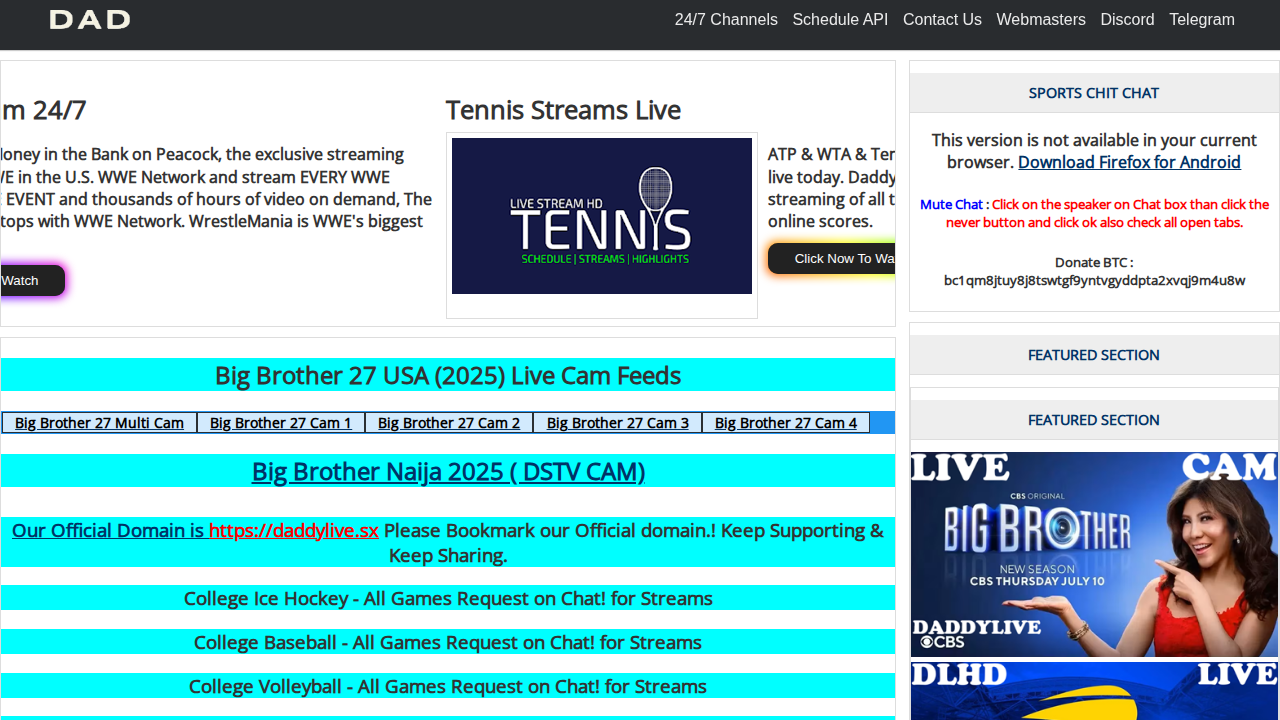 DAD
24/7 Channels Schedule API Contact Us Webmasters Discord Telegram
m 24/7
Money in the Bank on Peacock, the exclusive streaming
WE in the U.S. WWE Network and stream EVERY WWE
EVENT and thousands of hours of video on demand, The
tops with WWE Network. WrestleMania is WWE's biggest
Watch
Tennis Streams Live
LIVE STREAM HD
TENNIS
SCHEDULE | STREAMS | HIGHLIGHTS
ATP & WTA & Ten
live today. Daddy
streaming of all t
online scores.
Click Now To Wa
Big Brother 27 USA (2025) Live Cam Feeds
Big Brother 27 Multi Cam Big Brother 27 Cam 1 Big Brother 27 Cam 2 Big Brother 27 Cam 3 Big Brother 27 Cam 4
Big Brother Naija 2025 ( DSTV CAM)
Our Official Domain is https://daddylive.sx Please Bookmark our Official domain.! Keep Supporting &
Keep Sharing.
College Ice Hockey - All Games Request on Chat! for Streams
College Baseball - All Games Request on Chat! for Streams
College Volleyball - All Games Request on Chat! for Streams
SPORTS CHIT CHAT
This version is not available in your current
browser. Download Firefox for Android
Mute Chat : Click on the speaker on Chat box than click the
never button and click ok also check all open tabs.
Donate BTC :
bc1qm8jtuy8j8tswtgf9yntvgyddpta2xvqj9m4u8w
FEATURED SECTION
FEATURED SECTION
LIVE CAM
CBS ORIGINAL
BIG BROTHER
NEW SEASON
CBS THURSDAY JULY 10
DADDYLIVE
CBS
DLHD LIVE